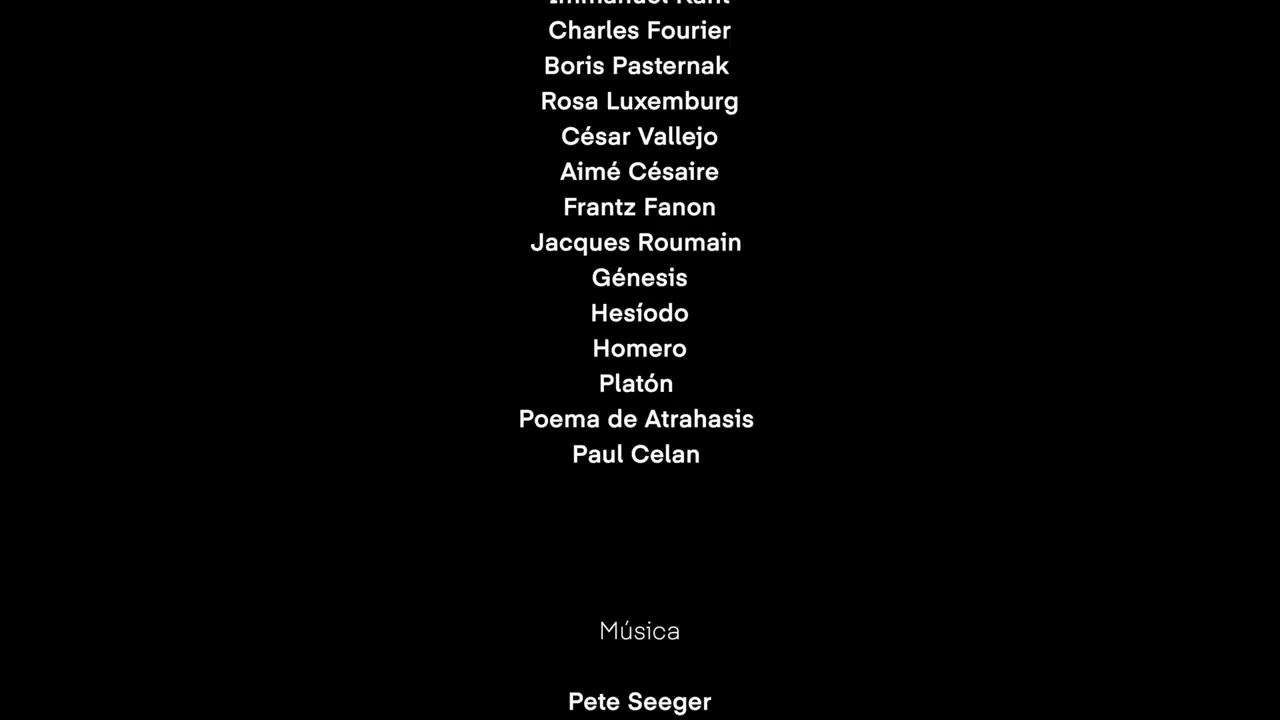 Immanuel Kant
Charles Fourier
Boris Pasternak
Rosa Luxemburg
César Vallejo
Aimé Césaire
Frantz Fanon
Jacques Roumain
Génesis
Hesíodo
Homero
Platón
Poema de Atrahasis
Paul Celan
Música
Pete Seeger